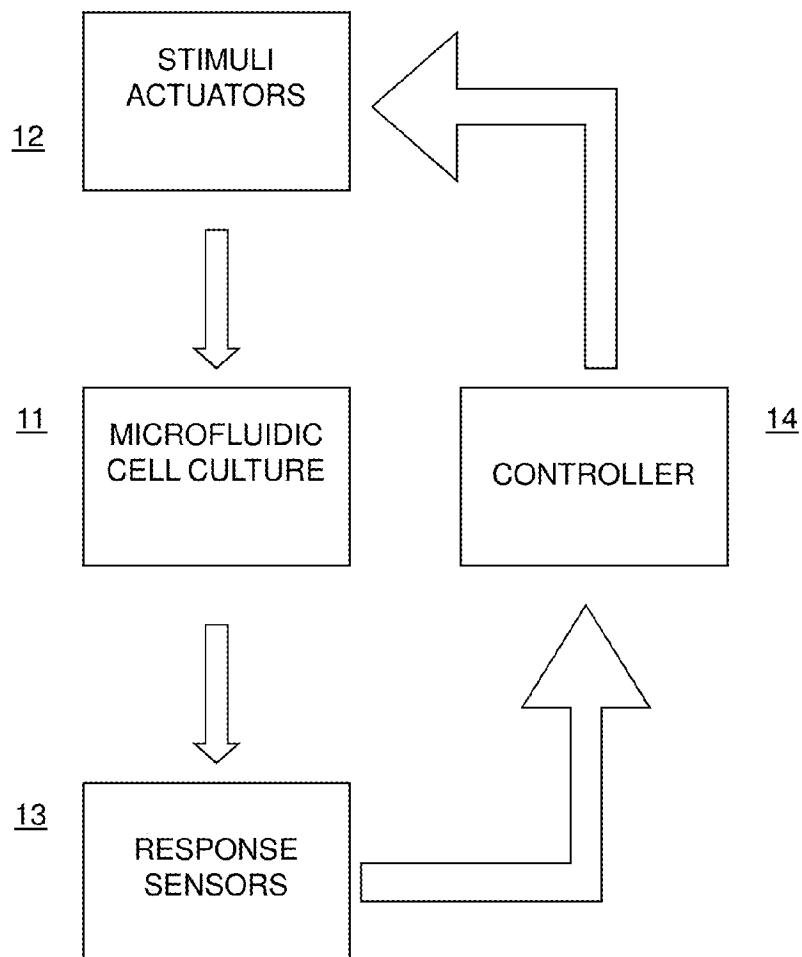 STIMULI
ACTUATORS
12
11
MICROFLUIDIC
CELL CULTURE
CONTROLLER
14
13
RESPONSE
SENSORS